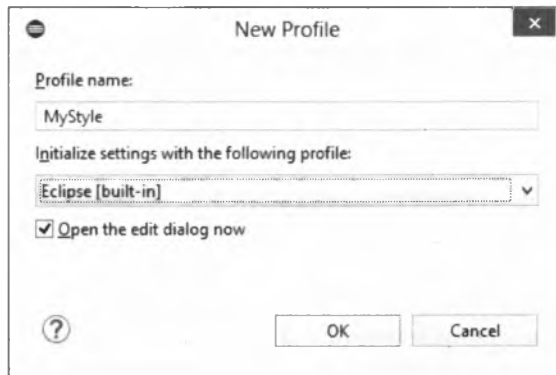 New Profile
Profile name:
MyStyle
Initialize settings with the following profile:
Eclipse [built-in]
Open the edit dialog now
?
OK
Cancel